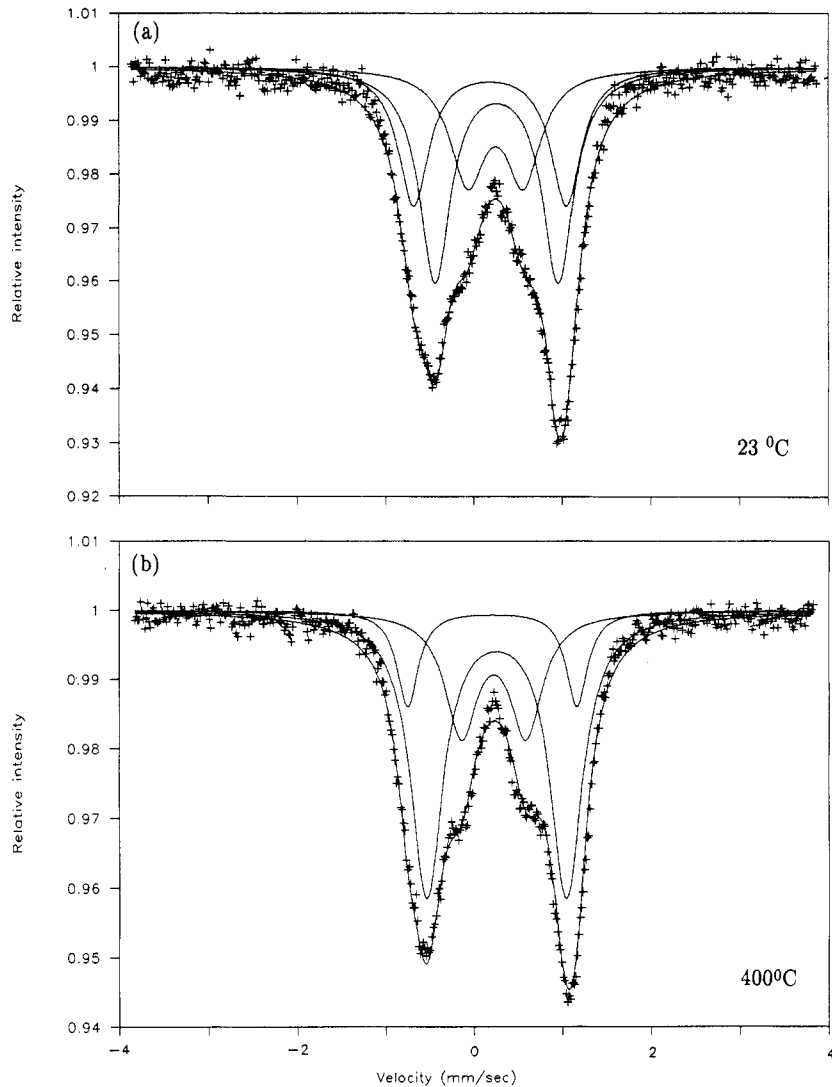 1.01
(a)
1
0.99
0.98
0.97
0.96
0.95
0.94
0.93
0.92
Relative intensity
23 ⁰C
1.01
(b)
1
0.99
0.98
0.97
0.96
0.95
0.94
Relative intensity
400⁰C
−4 −2 0 2 4
Velocity (mm/sec)